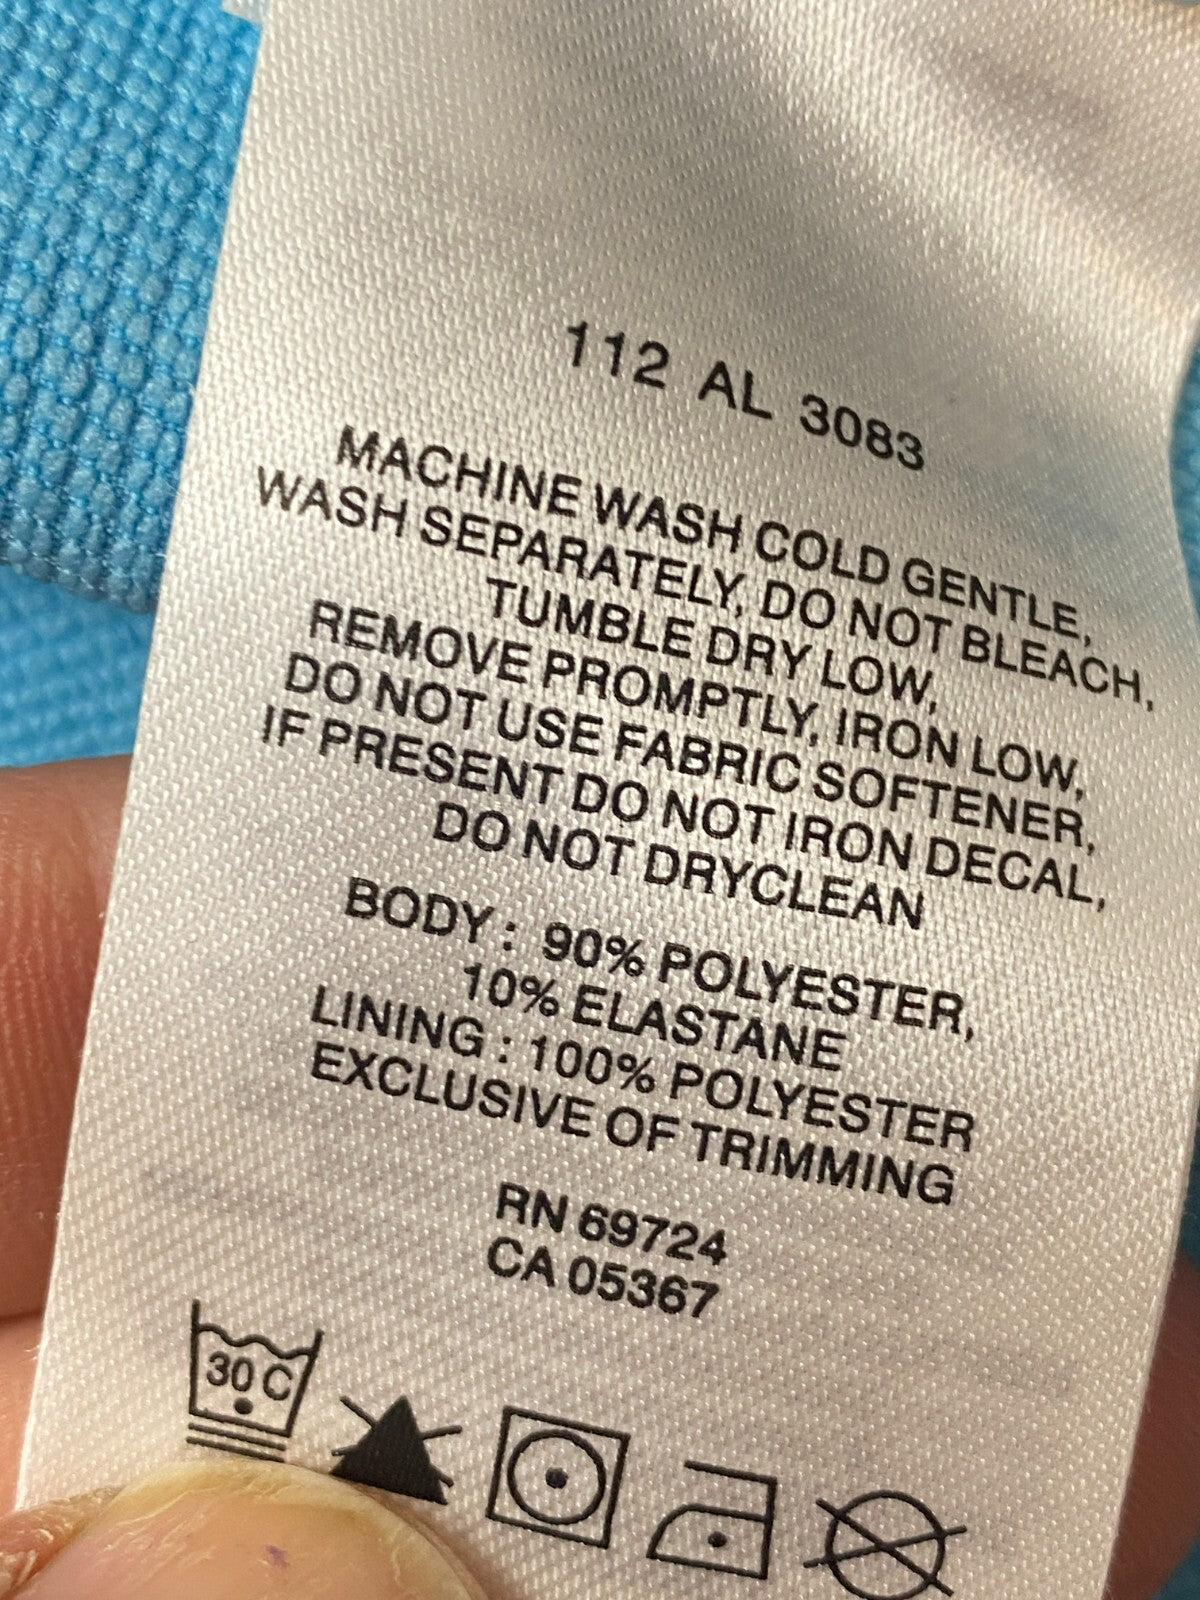 112 AL 3083
MACHINE WASH COLD GENTLE,
WASH SEPARATELY, DO NOT BLEACH,
TUMBLE DRY LOW,
REMOVE PROMPTLY, IRON LOW,
DO NOT USE FABRIC SOFTENER,
IF PRESENT DO NOT IRON DECAL,
DO NOT DRYCLEAN
BODY : 90% POLYESTER,
10% ELASTANE
LINING : 100% POLYESTER
EXCLUSIVE OF TRIMMING
RN 69724
CA 05367
30 C